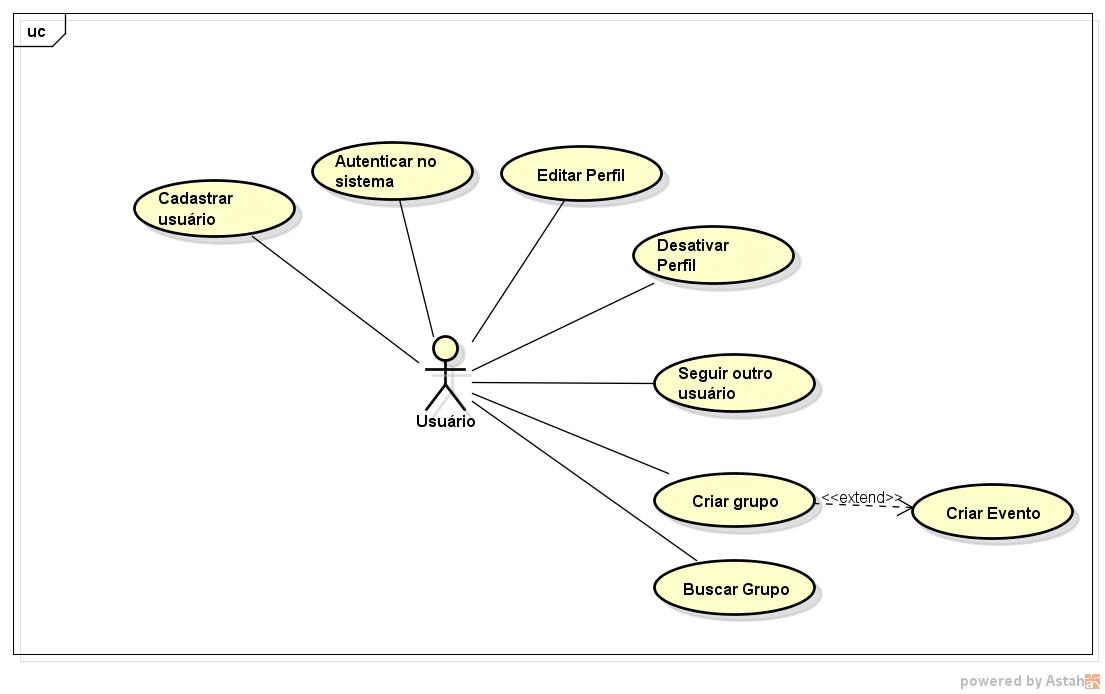 uc
Autenticar no
sistema
Editar Perfil
Cadastrar
usuário
Desativar
Perfil
Seguir outro
usuário
Usuário
Criar grupo
<<extend>>
Criar Evento
Buscar Grupo
powered by Astah